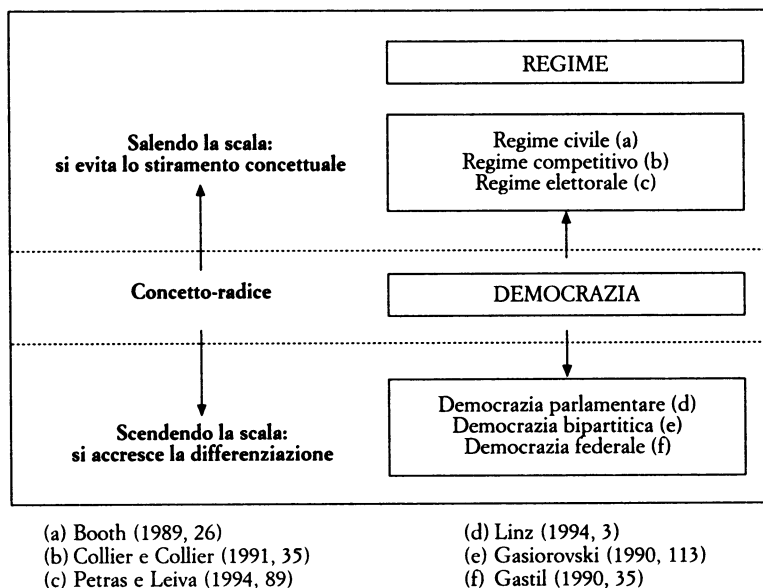 REGIME
Salendo la scala:
si evita lo stiramento concettuale
Regime civile (a)
Regime competitivo (b)
Regime elettorale (c)
Concetto-radice
DEMOCRAZIA
Scendendo la scala:
si accresce la differenziazione
Democrazia parlamentare (d)
Democrazia bipartitica (e)
Democrazia federale (f)
(a) Booth (1989, 26)
(b) Collier e Collier (1991, 35)
(c) Petras e Leiva (1994, 89)
(d) Linz (1994, 3)
(e) Gasiorovski (1990, 113)
(f) Gastil (1990, 35)